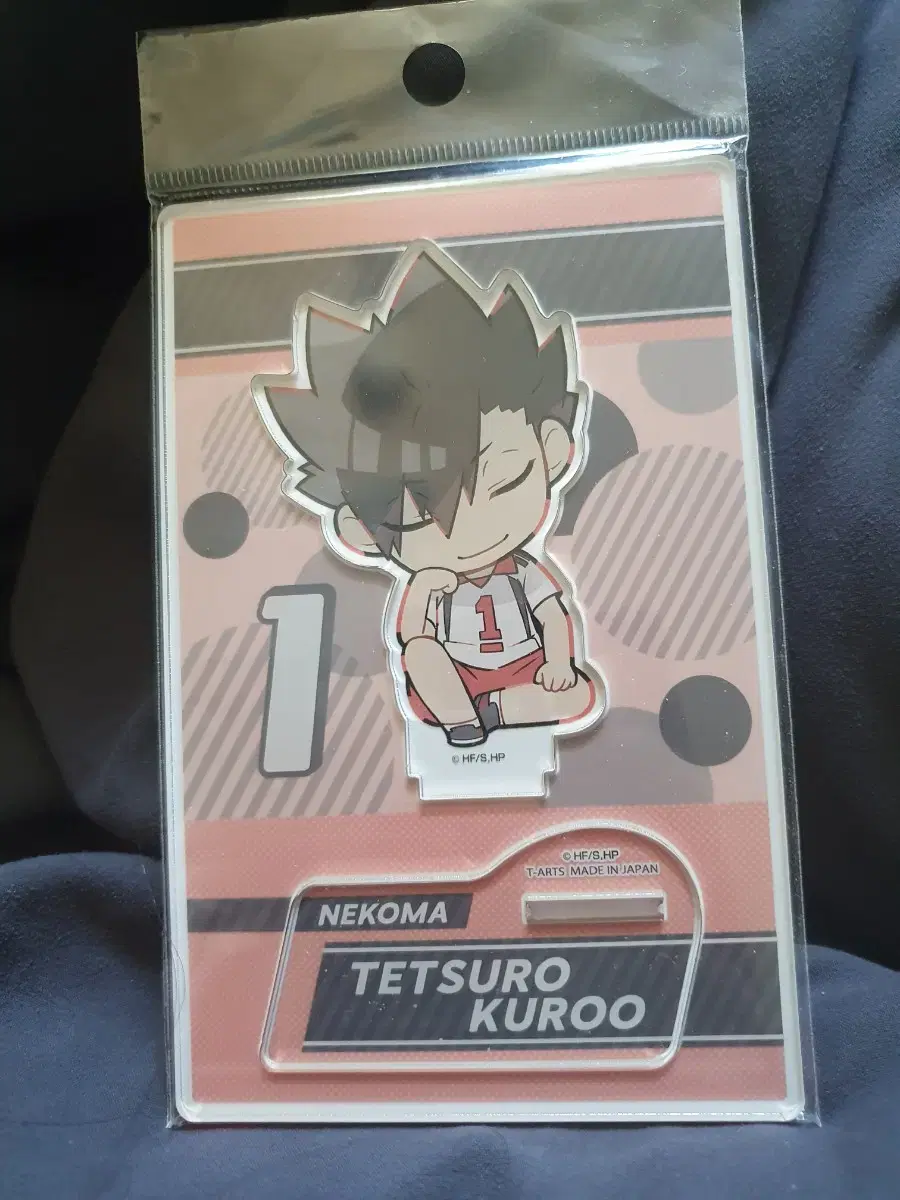 1
1
© HF/S,HP
© HF/S,HP
T-ARTS MADE IN JAPAN
NEKOMA
TETSURO
KUROO